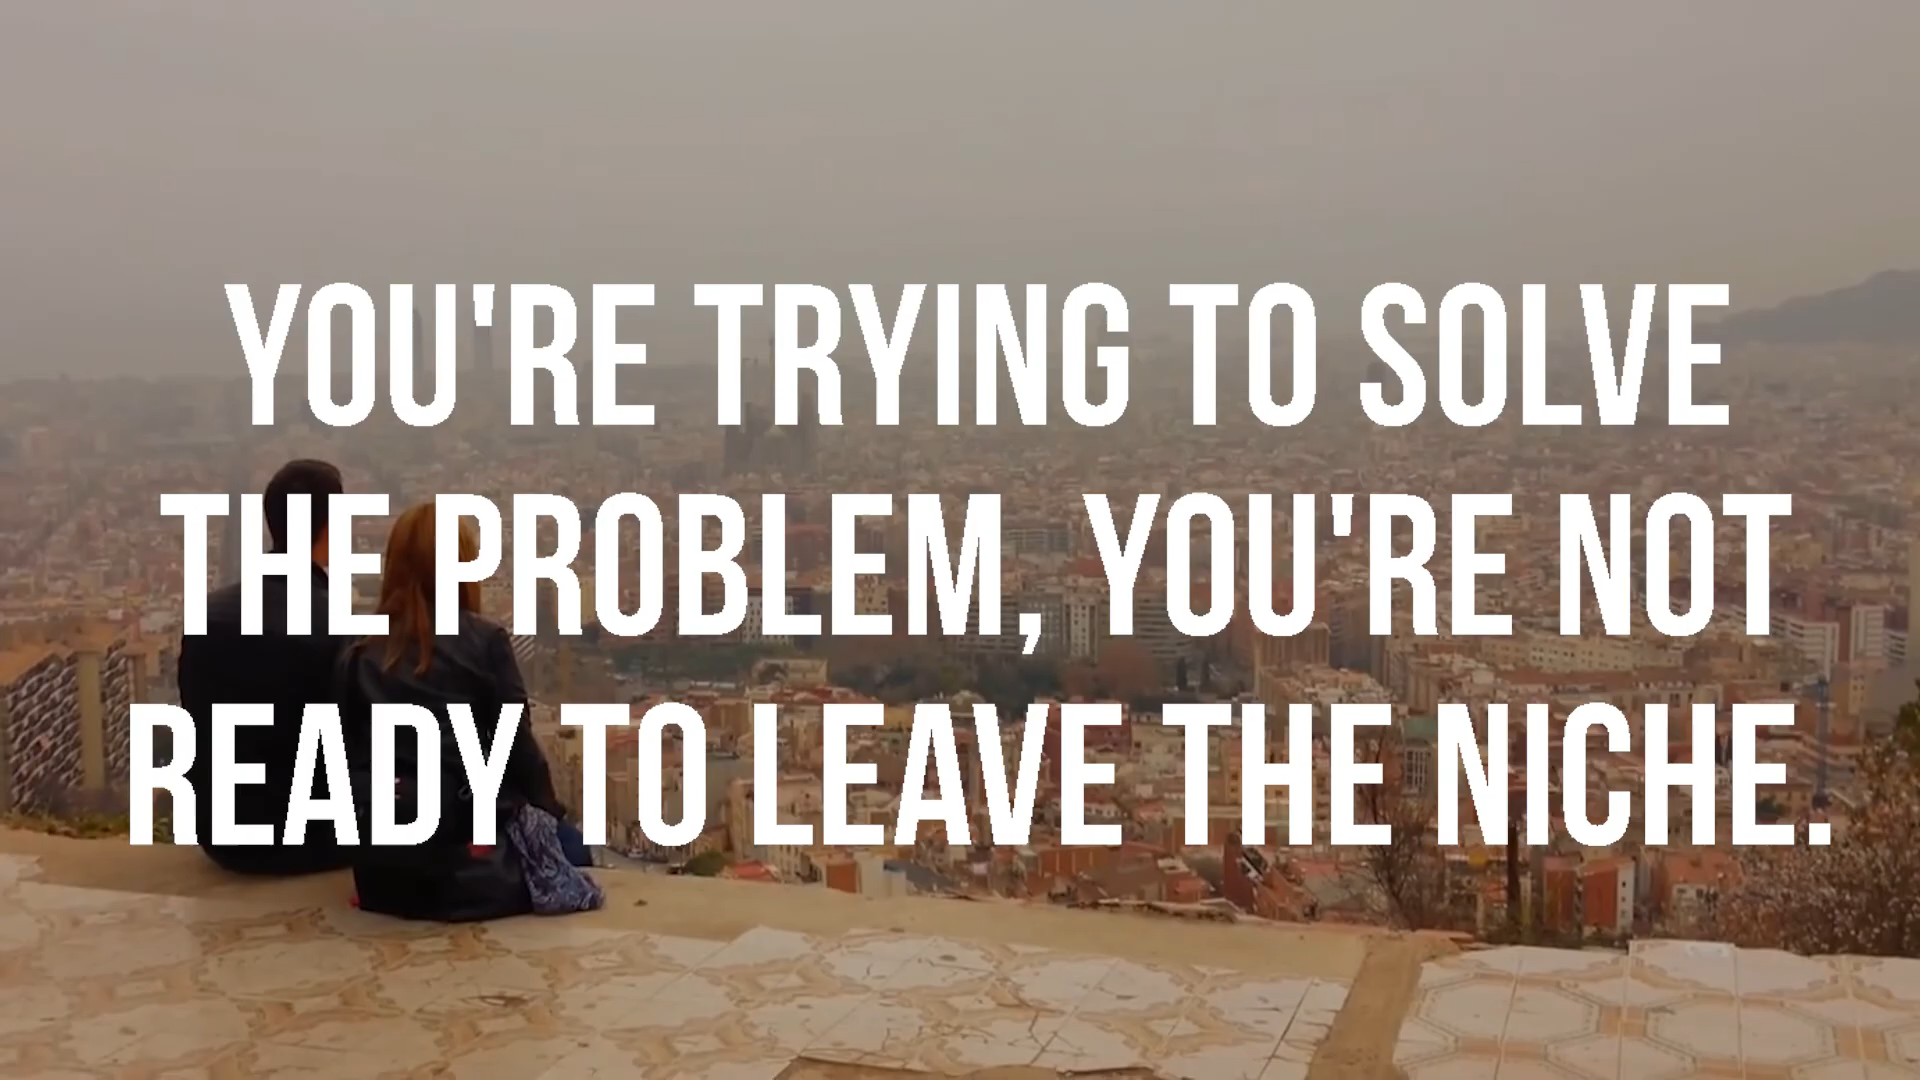 YOU'RE TRYING TO SOLVE
THE PROBLEM, YOU'RE NOT
READY TO LEAVE THE NICHE.